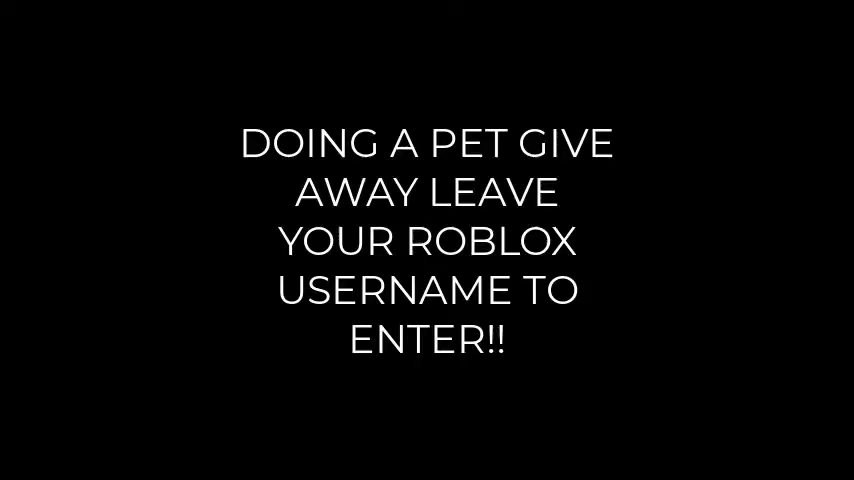 DOING A PET GIVE
AWAY LEAVE
YOUR ROBLOX
USERNAME TO
ENTER!!